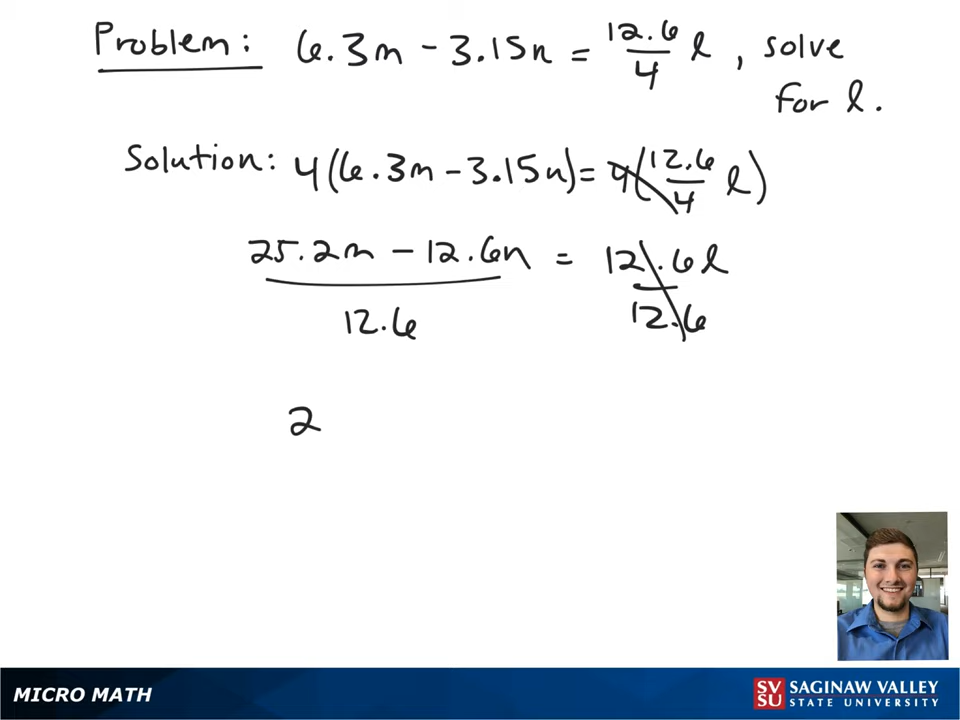 Problem: 6.3m - 3.15n = 12.6/4 l, solve
for l.
Solution: 4(6.3m - 3.15n) = 4(12.6/4 l)
25.2m - 12.6n = 12.6l
12.6 12.6
2
MICRO MATH
SVSU SAGINAW VALLEY
STATE UNIVERSITY